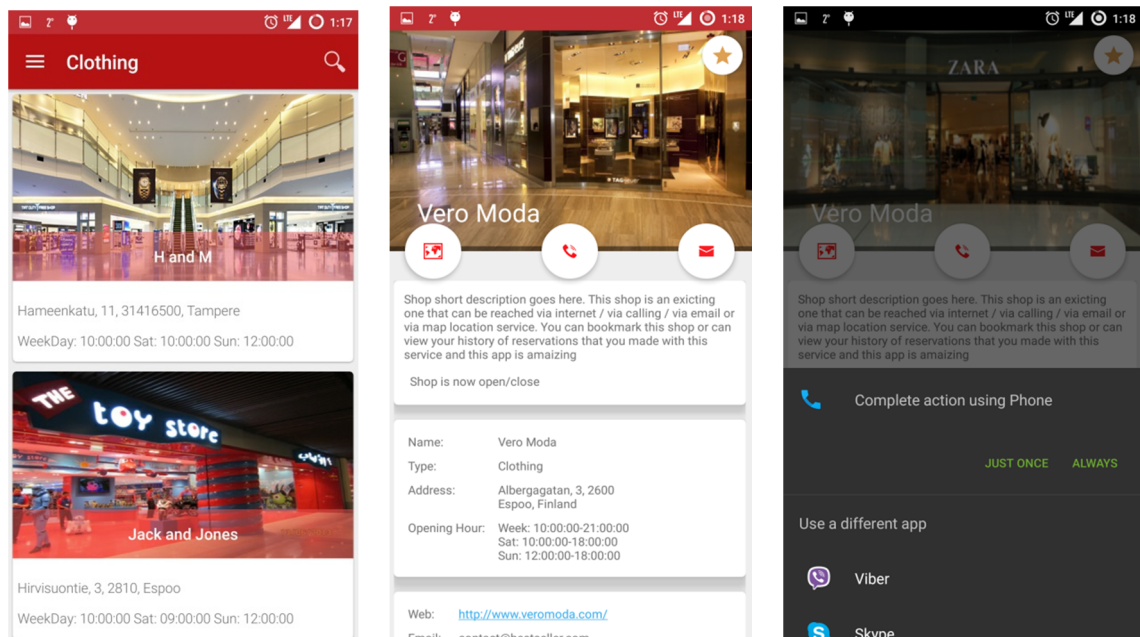 2° LTE 1:17
Clothing
H and M
Hameenkatu, 11, 31416500, Tampere
WeekDay: 10:00:00 Sat: 10:00:00 Sun: 12:00:00
THE
toy store
Jack and Jones
Hirvisuontie, 3, 2810, Espoo
WeekDay: 10:00:00 Sat: 09:00:00 Sun: 12:00:00
2° LTE 1:18
Vero Moda
Shop short description goes here. This shop is an exicting
one that can be reached via internet / via calling / via email or
via map location service. You can bookmark this shop or can
view your history of reservations that you made with this
service and this app is amaizing
Shop is now open/close
Name: Vero Moda
Type: Clothing
Address: Albergagatan, 3, 2600
Espoo, Finland
Opening Hour: Week: 10:00:00-21:00:00
Sat: 10:00:00-18:00:00
Sun: 12:00:00-18:00:00
Web: http://www.veromoda.com/
Email: contact@bestseller.com
2° LTE 1:18
ZARA
Vero Moda
Shop short description goes here. This shop is an exicting
one that can be reached via internet / via calling / via email or
via map location service. You can bookmark this shop or can
view your history of reservations that you made with this
service and this app is amaizing
Complete action using Phone
JUST ONCE ALWAYS
Use a different app
Viber
Skype